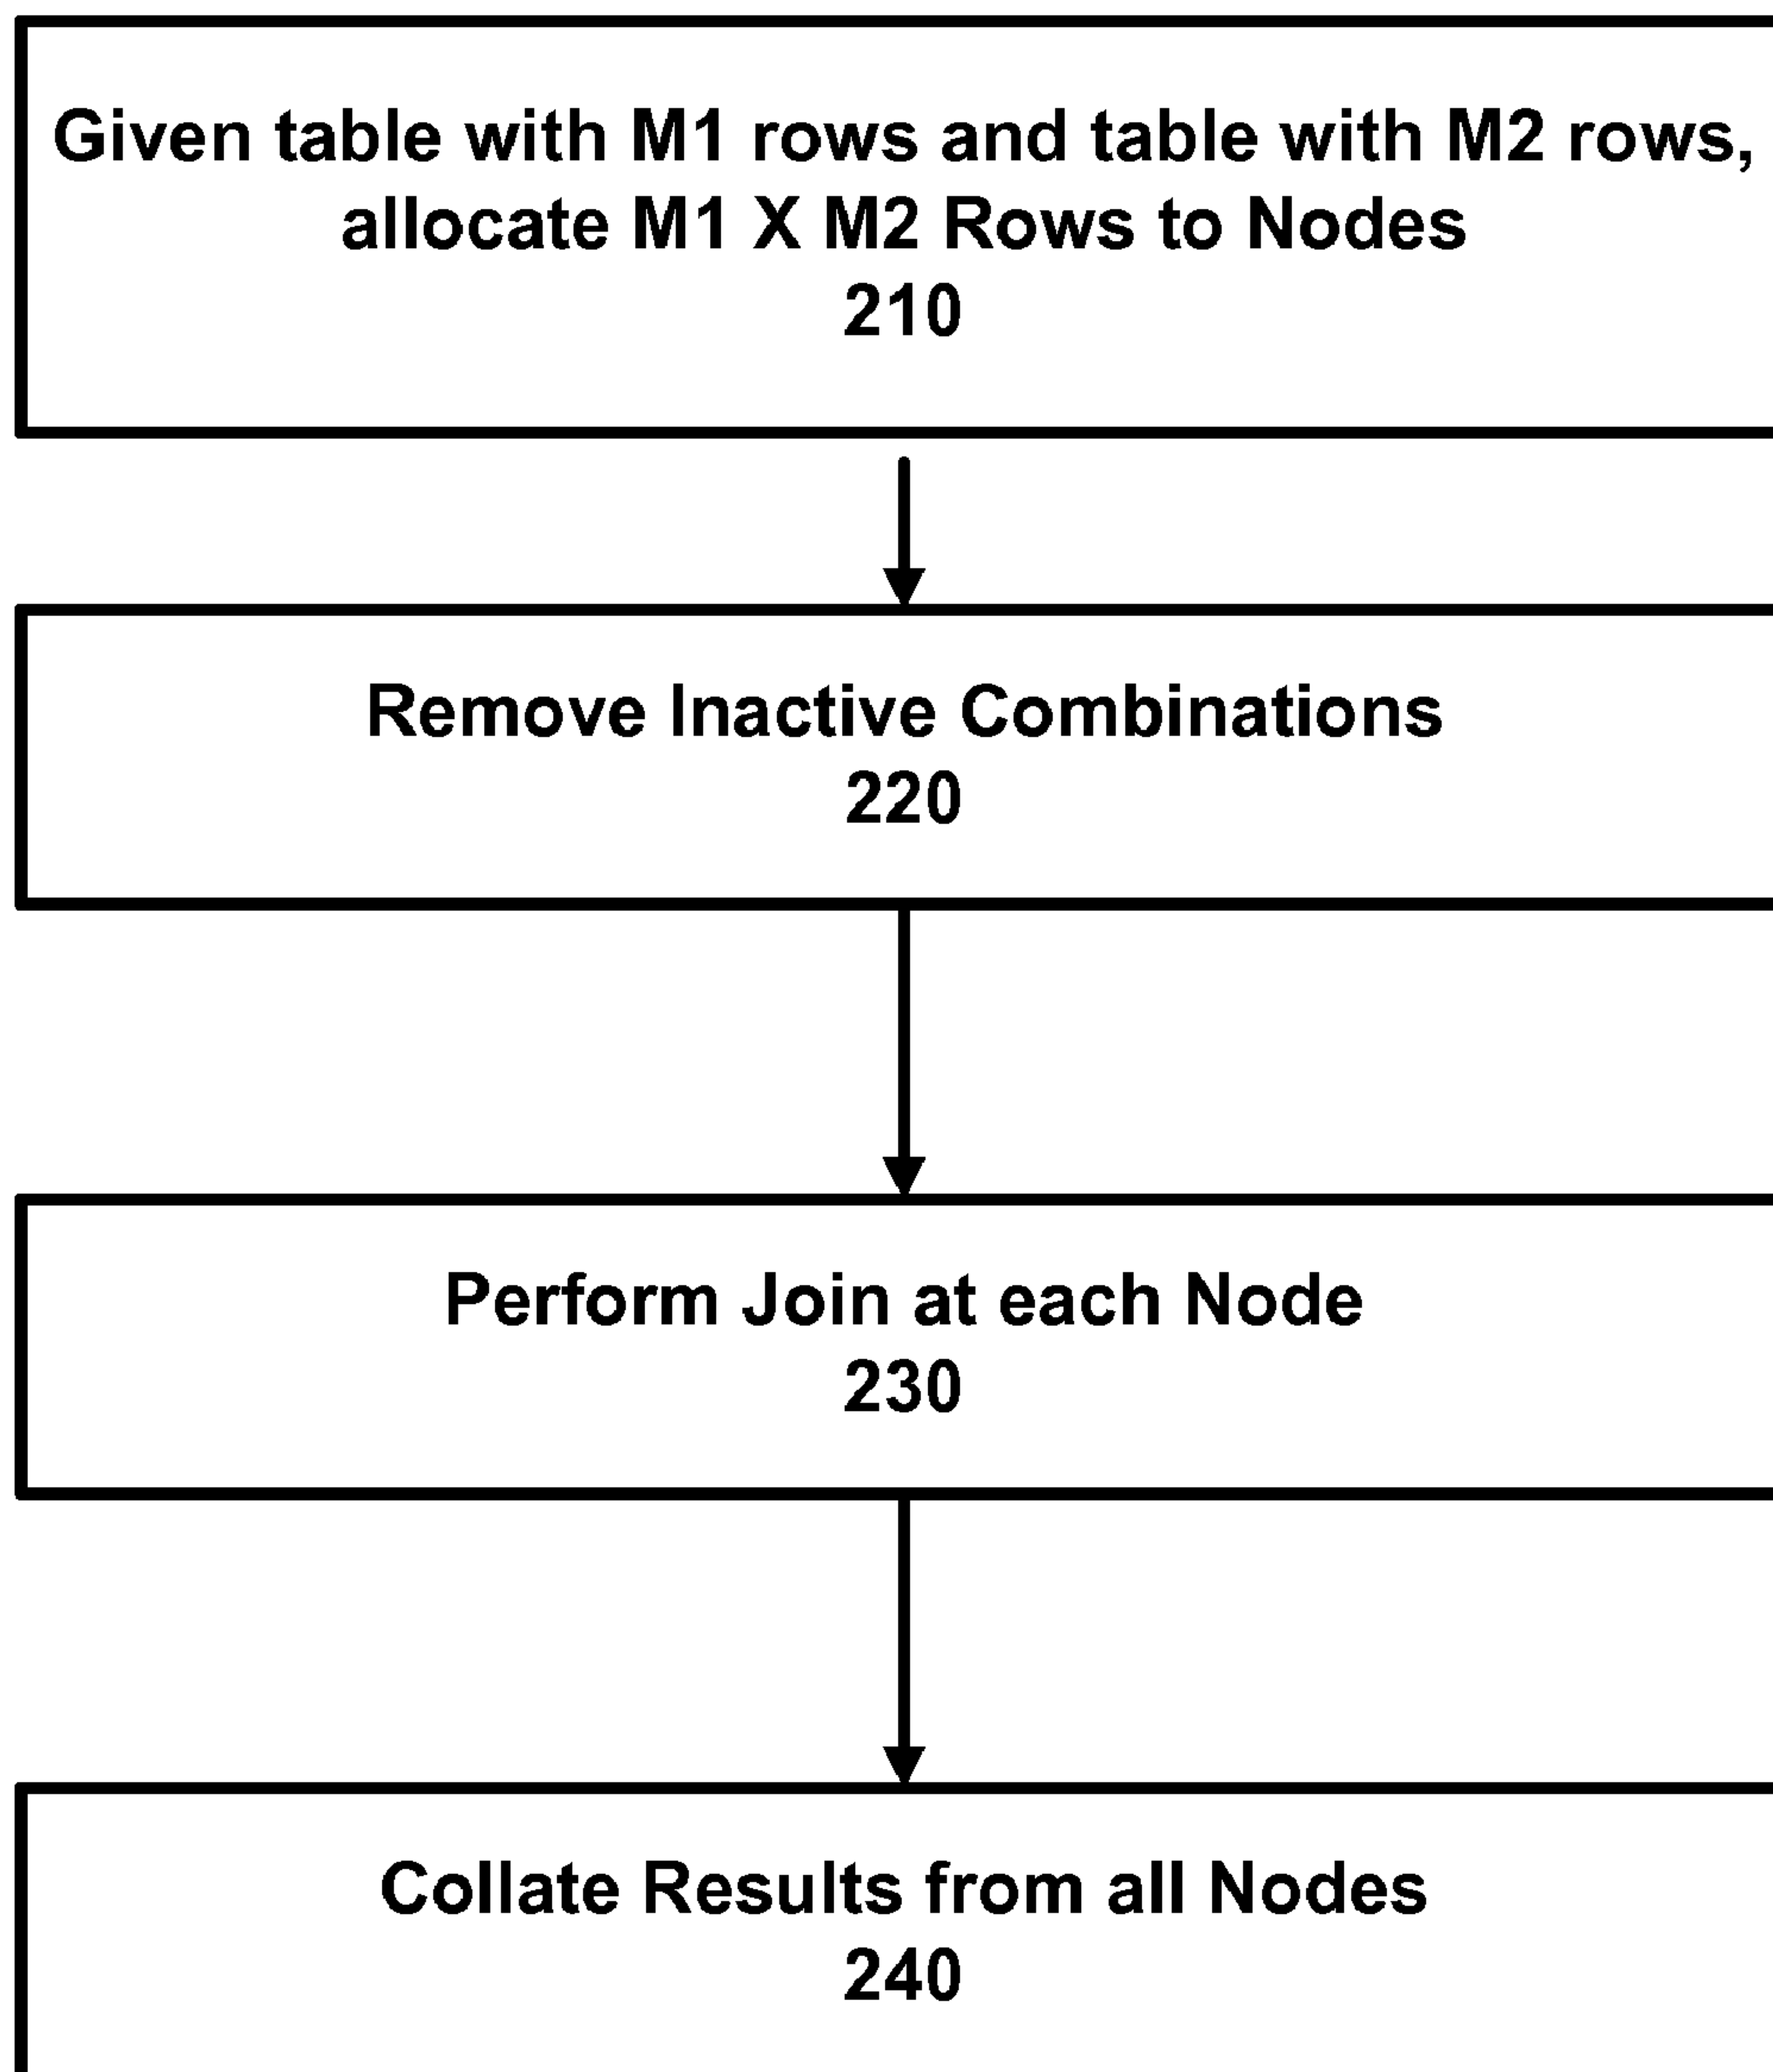 Given table with M1 rows and table with M2 rows,
allocate M1 X M2 Rows to Nodes
210
Remove Inactive Combinations
220
Perform Join at each Node
230
Collate Results from all Nodes
240